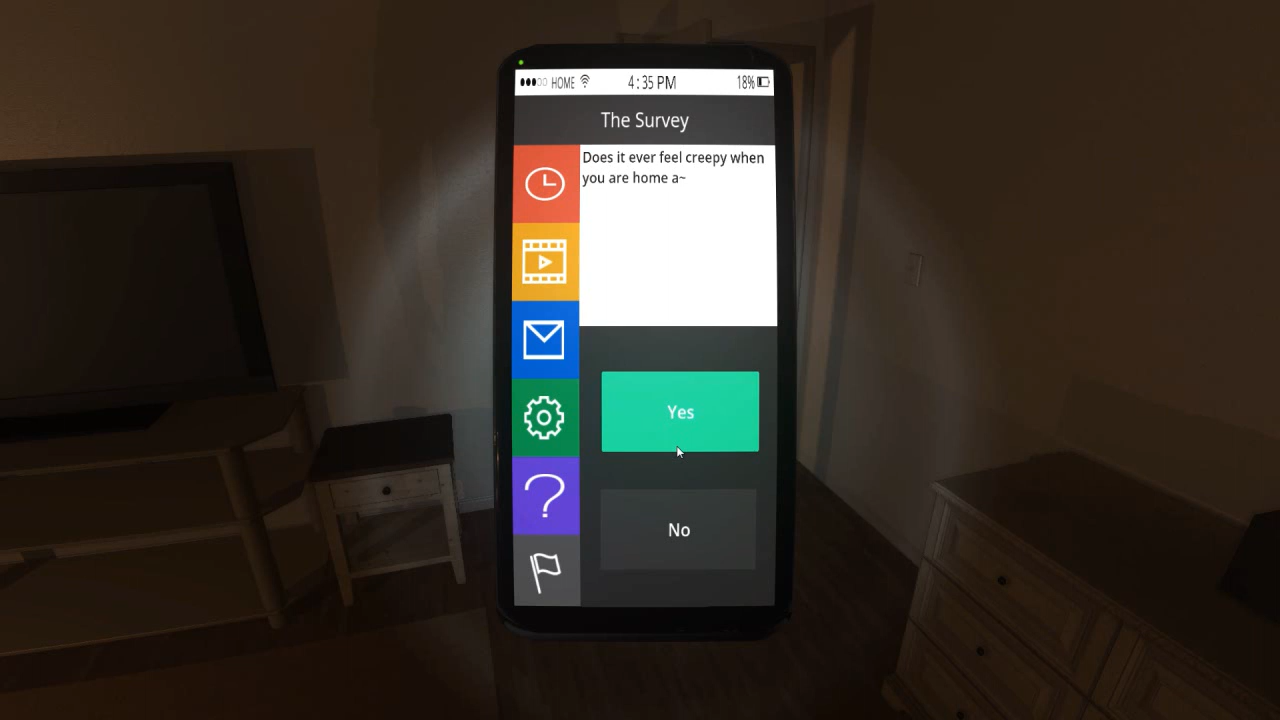 HOME 4:35 PM 18%
The Survey
Does it ever feel creepy when
you are home a~
Yes
No